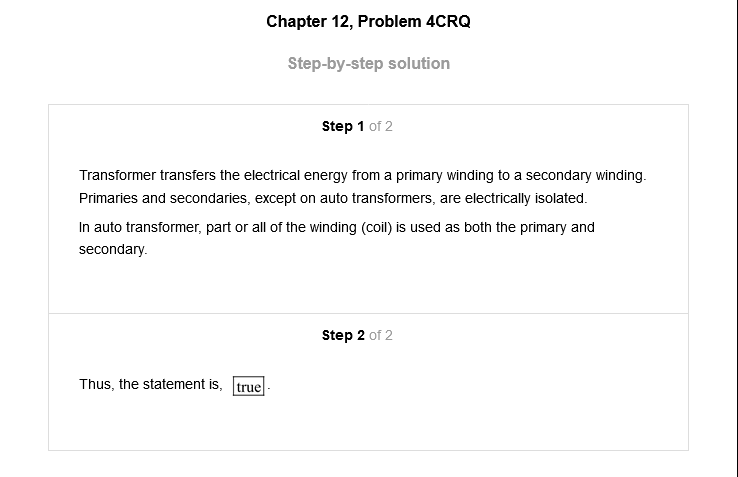 Chapter 12, Problem 4CRQ
Step-by-step solution
Step 1 of 2
Transformer transfers the electrical energy from a primary winding to a secondary winding.
Primaries and secondaries, except on auto transformers, are electrically isolated.
In auto transformer, part or all of the winding (coil) is used as both the primary and
secondary.
Step 2 of 2
Thus, the statement is, true.